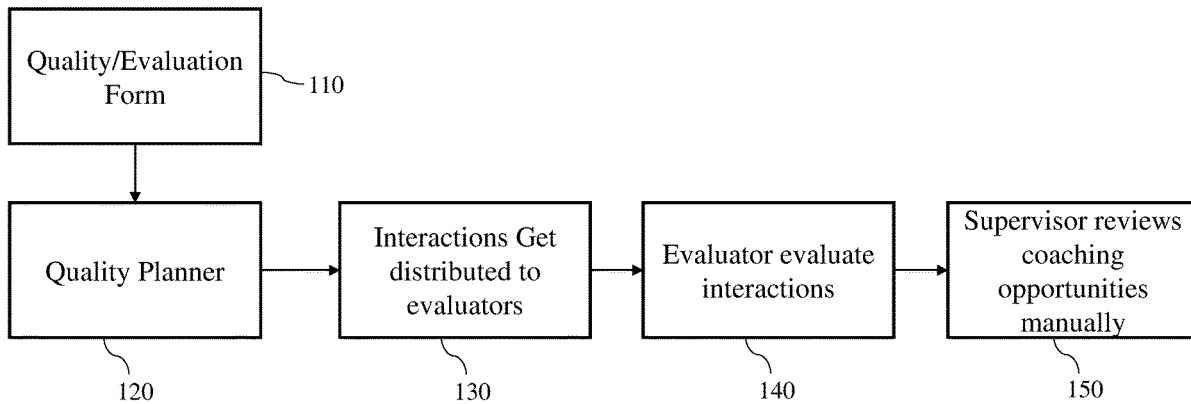 Quality/Evaluation
Form
110
Quality Planner
120
Interactions Get
distributed to
evaluators
130
Evaluator evaluate
interactions
140
Supervisor reviews
coaching
opportunities
manually
150